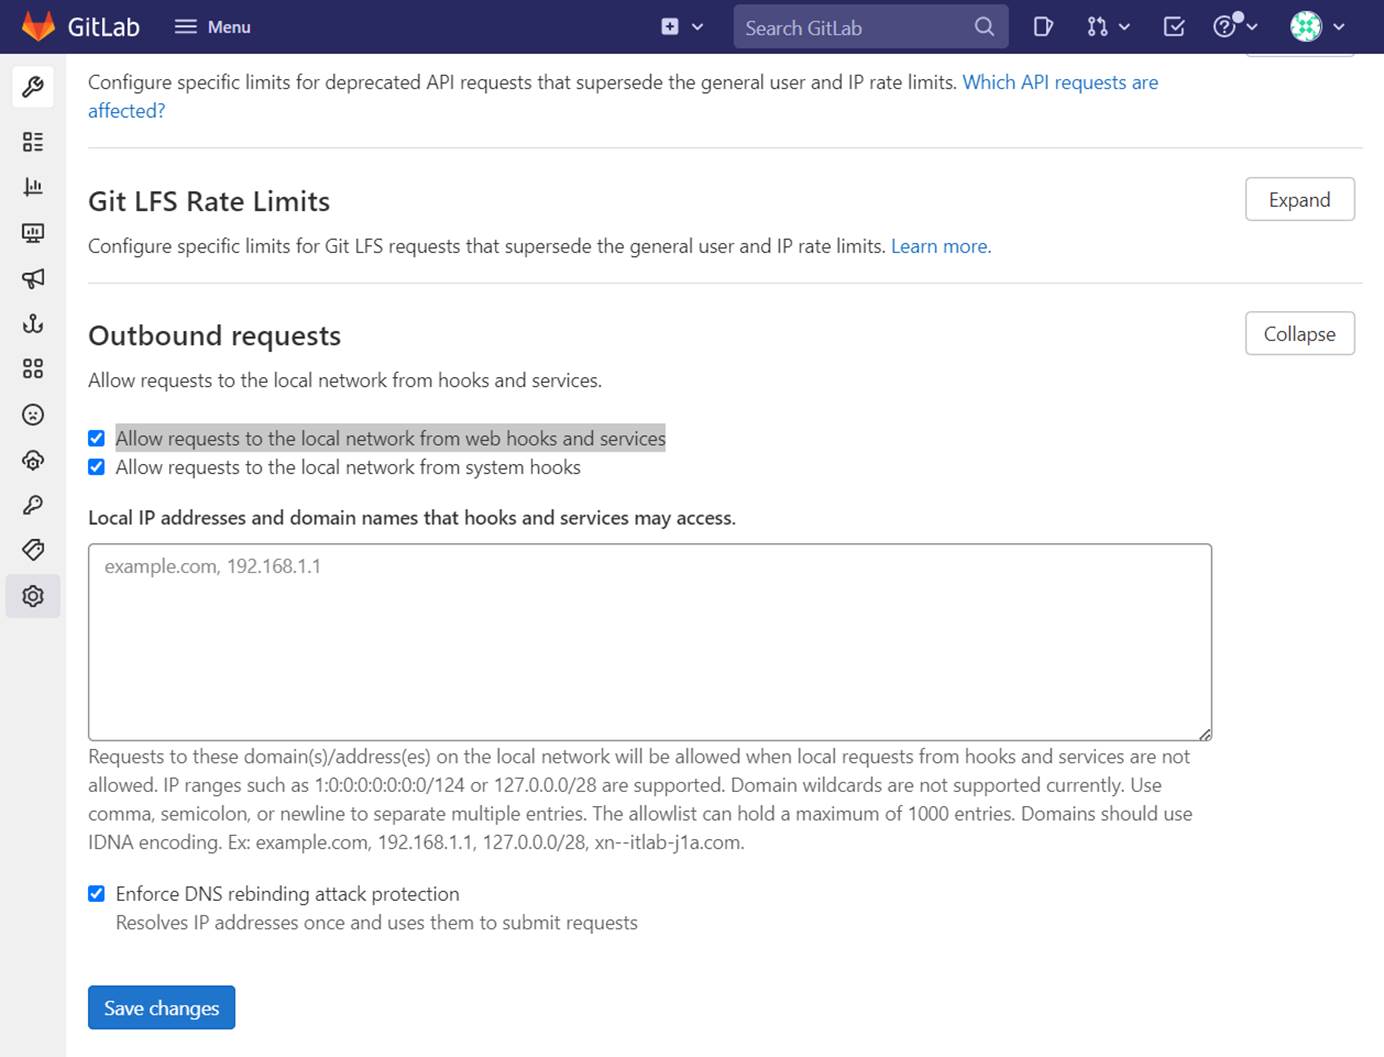 GitLab
Menu
Search GitLab
Configure specific limits for deprecated API requests that supersede the general user and IP rate limits. Which API requests are
affected?
Git LFS Rate Limits
Expand
Configure specific limits for Git LFS requests that supersede the general user and IP rate limits. Learn more.
Outbound requests
Collapse
Allow requests to the local network from hooks and services.
Allow requests to the local network from web hooks and services
Allow requests to the local network from system hooks
Local IP addresses and domain names that hooks and services may access.
example.com, 192.168.1.1
Requests to these domain(s)/address(es) on the local network will be allowed when local requests from hooks and services are not
allowed. IP ranges such as 1:0:0:0:0:0:0:0/124 or 127.0.0.0/28 are supported. Domain wildcards are not supported currently. Use
comma, semicolon, or newline to separate multiple entries. The allowlist can hold a maximum of 1000 entries. Domains should use
IDNA encoding. Ex: example.com, 192.168.1.1, 127.0.0.0/28, xn--itlab-j1a.com.
Enforce DNS rebinding attack protection
Resolves IP addresses once and uses them to submit requests
Save changes